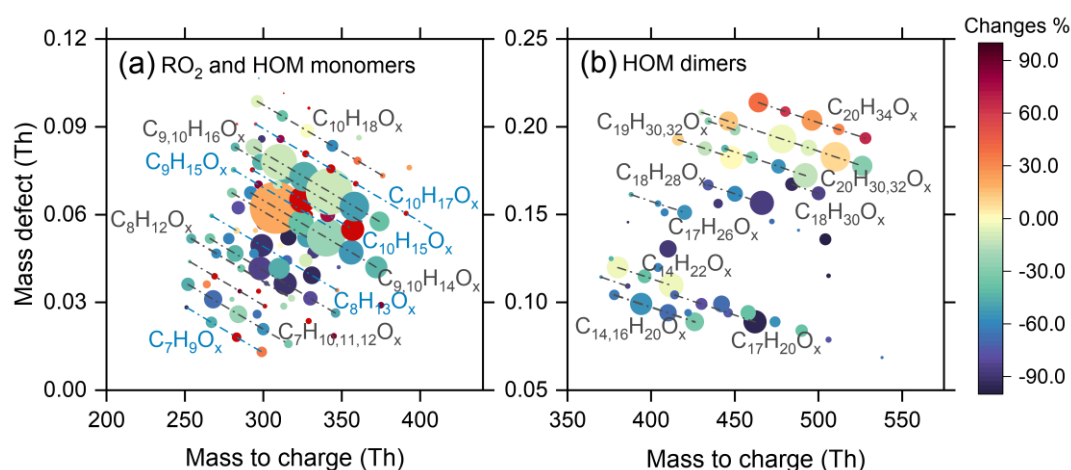 Changes %
(a) RO₂ and HOM monomers
(b) HOM dimers
0.12
0.09
0.06
0.03
0.00
Mass defect (Th)
200
250
300
350
400
Mass to charge (Th)
C₁₀H₁₈Oₓ
C₉,₁₀H₁₆Oₓ
C₉H₁₅Oₓ
C₁₀H₁₇Oₓ
C₈H₁₂Oₓ
C₁₀H₁₅Oₓ
C₉,₁₀H₁₄Oₓ
C₈H₁₃Oₓ
C₇H₁₀,₁₁,₁₂Oₓ
C₇H₉Oₓ
0.25
0.20
0.15
0.10
0.05
350
400
450
500
550
Mass to charge (Th)
C₂₀H₃₄Oₓ
C₁₉H₃₀,₃₂Oₓ
C₂₀H₃₀,₃₂Oₓ
C₁₈H₂₈Oₓ
C₁₈H₃₀Oₓ
C₁₇H₂₆Oₓ
C₁₄H₂₂Oₓ
C₁₄,₁₆H₂₀Oₓ
C₁₇H₂₀Oₓ
90.0
60.0
30.0
0.00
-30.0
-60.0
-90.0